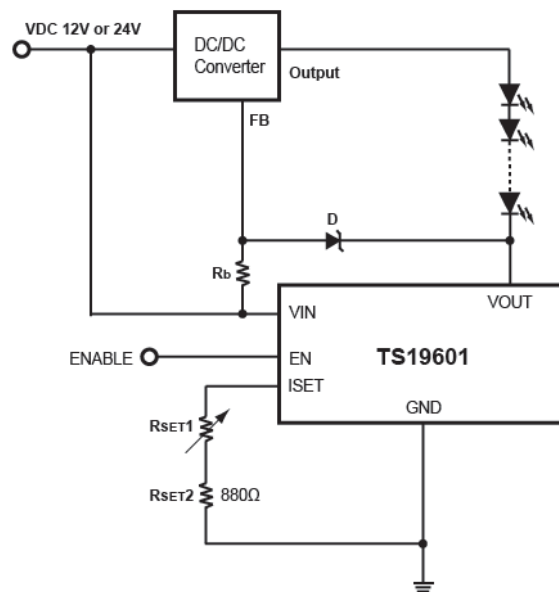 VDC 12V or 24V
DC/DC
Converter
Output
FB
D
Rb
VIN
VOUT
TS19601
ENABLE
EN
ISET
GND
RSET1
RSET2 880Ω